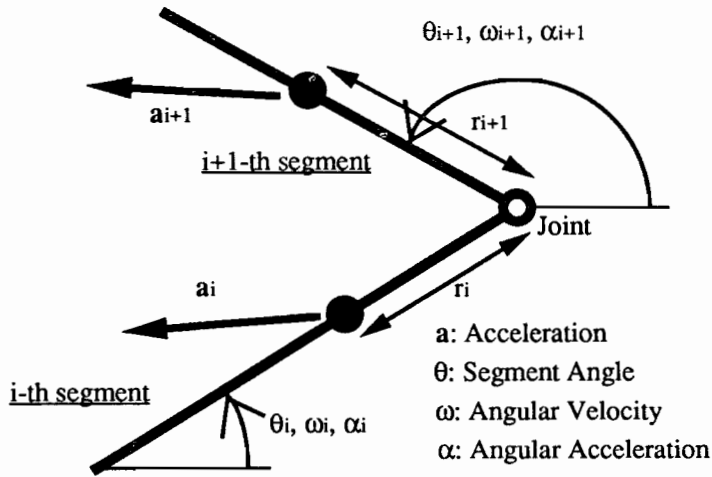 θi+1, ωi+1, αi+1
ai+1
ri+1
i+1-th segment
Joint
ai
ri
a: Acceleration
θ: Segment Angle
i-th segment
θi, ωi, αi
ω: Angular Velocity
α: Angular Acceleration